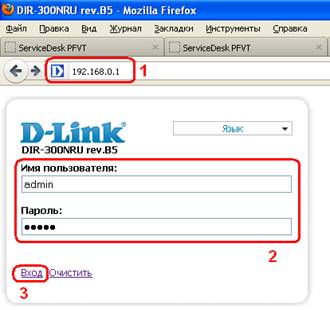 DIR-300NRU rev.B5 - Mozilla Firefox
Файл Правка Вид Журнал Закладки Инструменты Справка
ServiceDesk PFVT ServiceDesk PFVT
192.168.0.1 1
D-Link Язык
DIR-300NRU rev.B5
Имя пользователя:
admin
Пароль:
•••••
2
Вход Очистить
3